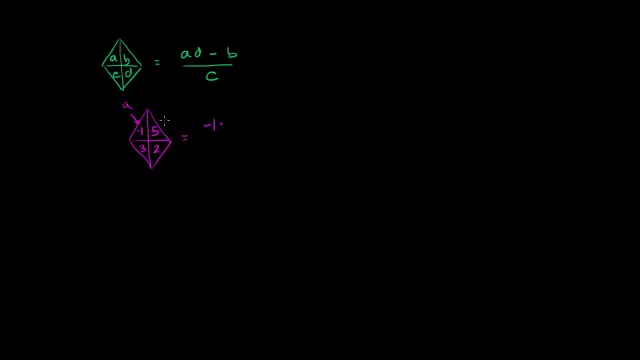 a b = ad - b
c d c
a
-1 5 = -1 ·
3 2